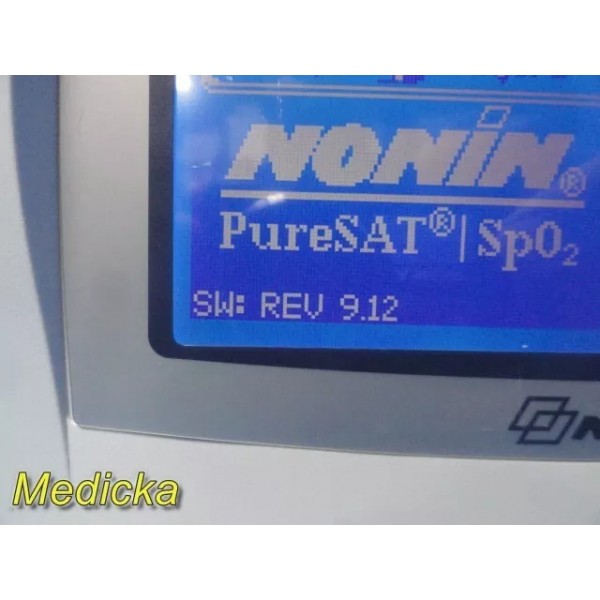 NONIN®
PureSAT®|SpO₂
SW: REV 9.12
Medicka